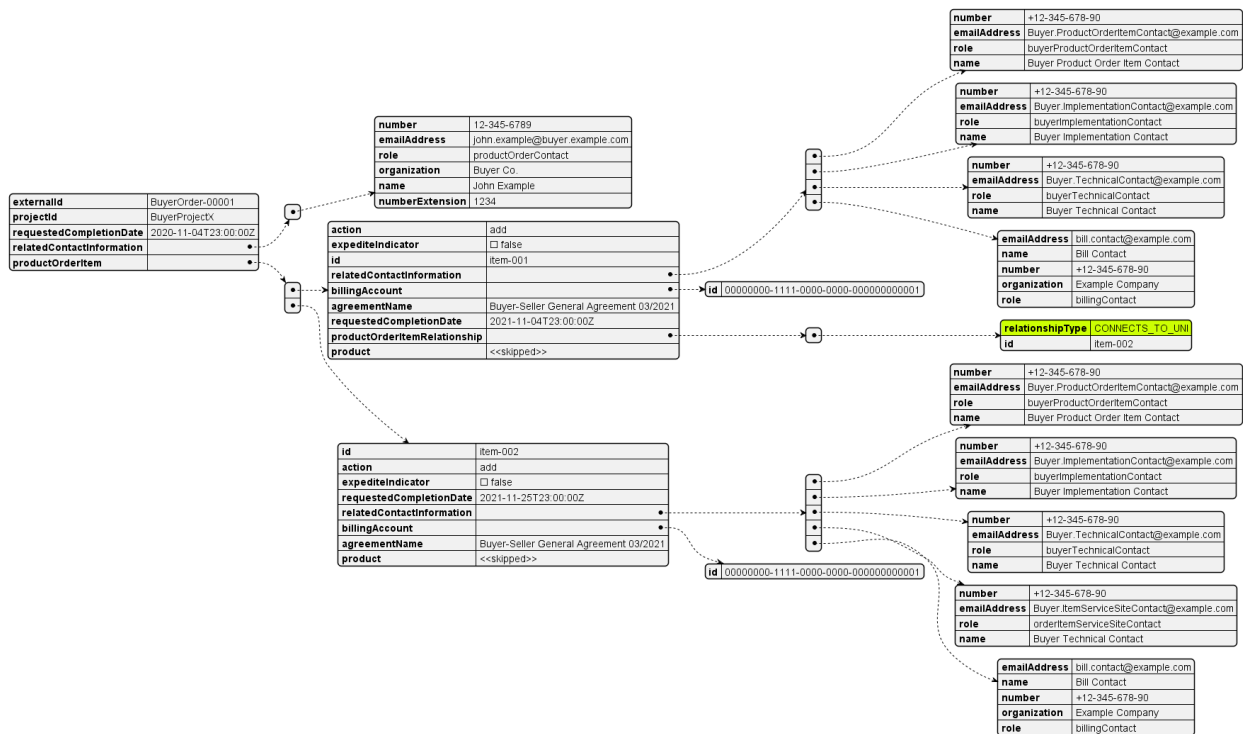 externalId BuyerOrder-00001
projectId BuyerProjectX
requestedCompletionDate 2020-11-04T23:00:00Z
relatedContactInformation
productOrderItem
number 12-345-6789
emailAddress john.example@buyer.example.com
role productOrderContact
organization Buyer Co.
name John Example
numberExtension 1234
action add
expediteIndicator ☐ false
id item-001
relatedContactInformation
billingAccount
agreementName Buyer-Seller General Agreement 03/2021
requestedCompletionDate 2021-11-04T23:00:00Z
productOrderItemRelationship
product <<skipped>>
number +12-345-678-90
emailAddress Buyer.ProductOrderItemContact@example.com
role buyerProductOrderItemContact
name Buyer Product Order Item Contact
number +12-345-678-90
emailAddress Buyer.ImplementationContact@example.com
role buyerImplementationContact
name Buyer Implementation Contact
number +12-345-678-90
emailAddress Buyer.TechnicalContact@example.com
role buyerTechnicalContact
name Buyer Technical Contact
emailAddress bill.contact@example.com
name Bill Contact
number +12-345-678-90
organization Example Company
role billingContact
id 00000000-1111-0000-0000-000000000001
relationshipType CONNECTS_TO_UNI
id item-002
id item-002
action add
expediteIndicator ☐ false
requestedCompletionDate 2021-11-25T23:00:00Z
relatedContactInformation
billingAccount
agreementName Buyer-Seller General Agreement 03/2021
product <<skipped>>
number +12-345-678-90
emailAddress Buyer.ProductOrderItemContact@example.com
role buyerProductOrderItemContact
name Buyer Product Order Item Contact
number +12-345-678-90
emailAddress Buyer.ImplementationContact@example.com
role buyerImplementationContact
name Buyer Implementation Contact
number +12-345-678-90
emailAddress Buyer.TechnicalContact@example.com
role buyerTechnicalContact
name Buyer Technical Contact
id 00000000-1111-0000-0000-000000000001
number +12-345-678-90
emailAddress Buyer.ItemServiceSiteContact@example.com
role orderItemServiceSiteContact
name Buyer Technical Contact
emailAddress bill.contact@example.com
name Bill Contact
number +12-345-678-90
organization Example Company
role billingContact